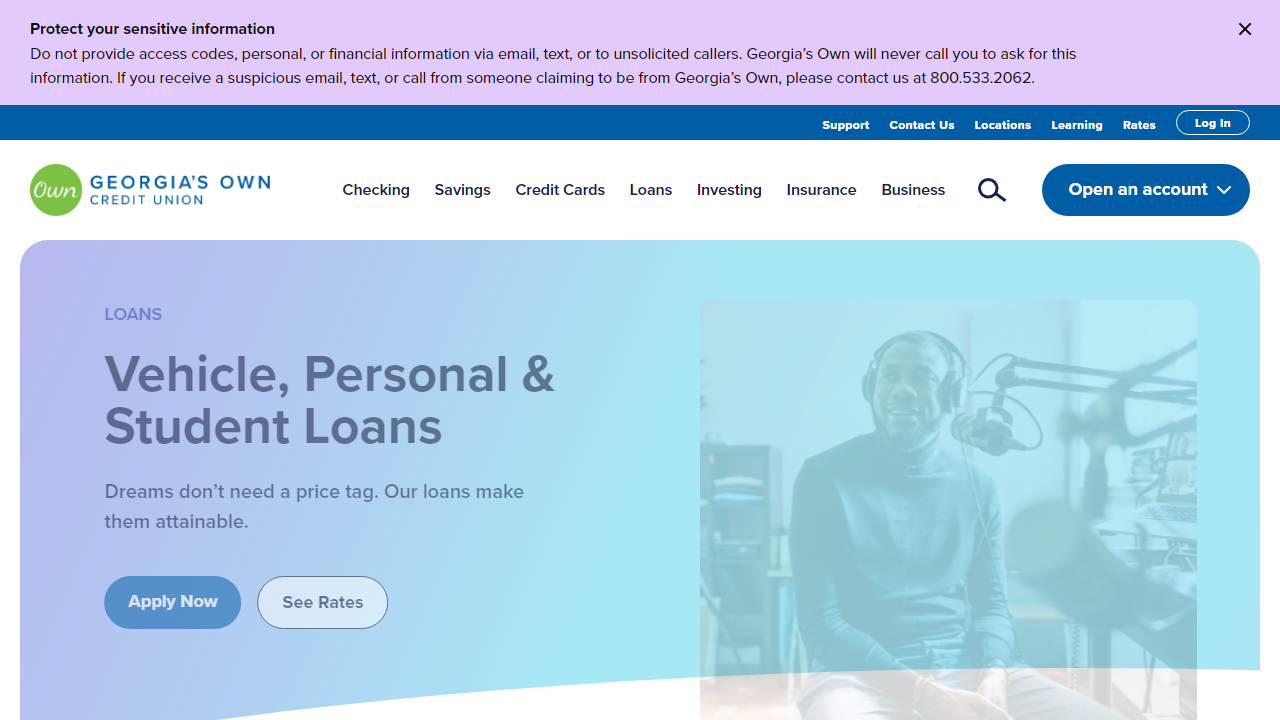 Protect your sensitive information
Do not provide access codes, personal, or financial information via email, text, or to unsolicited callers. Georgia’s Own will never call you to ask for this
information. If you receive a suspicious email, text, or call from someone claiming to be from Georgia’s Own, please contact us at 800.533.2062.
Support Contact Us Locations Learning Rates Log In
Own GEORGIA’S OWN
CREDIT UNION
Checking Savings Credit Cards Loans Investing Insurance Business Open an account
LOANS
Vehicle, Personal &
Student Loans
Dreams don’t need a price tag. Our loans make
them attainable.
Apply Now See Rates